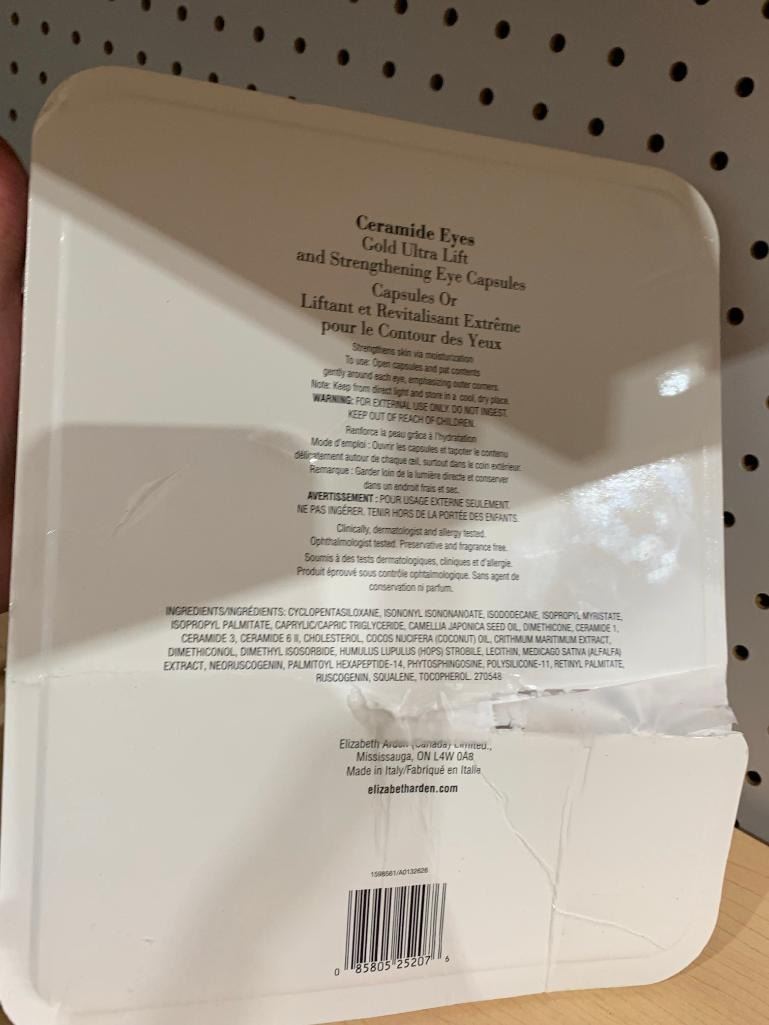 Ceramide Eyes
Gold Ultra Lift
and Strengthening Eye Capsules
Capsules Or
Liftant et Revitalisant Extrême
pour le Contour des Yeux
Strengthens skin via moisturization
To use: Open capsules and pat contents
gently around each eye, emphasizing outer corners.
Note: Keep from direct light and store in a cool, dry place.
WARNING: FOR EXTERNAL USE ONLY. DO NOT INGEST.
KEEP OUT OF REACH OF CHILDREN.
Renforce la peau grâce à l'hydratation
Mode d'emploi : Ouvrir les capsules et tapoter le contenu
délicatement autour de chaque œil, surtout dans le coin extérieur.
Remarque : Garder loin de la lumière directe et conserver
dans un endroit frais et sec.
AVERTISSEMENT : POUR USAGE EXTERNE SEULEMENT.
NE PAS INGÉRER. TENIR HORS DE LA PORTÉE DES ENFANTS.
Clinically, dermatologist and allergy tested.
Ophthalmologist tested. Preservative and fragrance free.
Soumis à des tests dermatologiques, cliniques et d'allergie.
Produit éprouvé sous contrôle ophtalmologique. Sans agent de
conservation ni parfum.
INGREDIENTS/INGRÉDIENTS: CYCLOPENTASILOXANE, ISONONYL ISONONANOATE, ISODODECANE, ISOPROPYL MYRISTATE,
ISOPROPYL PALMITATE, CAPRYLIC/CAPRIC TRIGLYCERIDE, CAMELLIA JAPONICA SEED OIL, DIMETHICONE, CERAMIDE 1,
CERAMIDE 3, CERAMIDE 6 II, CHOLESTEROL, COCOS NUCIFERA (COCONUT) OIL, CRITHMUM MARITIMUM EXTRACT,
DIMETHICONOL, DIMETHYL ISOSORBIDE, HUMULUS LUPULUS (HOPS) STROBILE, LECITHIN, MEDICAGO SATIVA (ALFALFA)
EXTRACT, NEORUSCOGENIN, PALMITOYL HEXAPEPTIDE-14, PHYTOSPHINGOSINE, POLYSILICONE-11, RETINYL PALMITATE,
RUSCOGENIN, SQUALENE, TOCOPHEROL. 270548
Elizabeth Arden (Canada) Limited.,
Mississauga, ON L4W 0A8
Made in Italy/Fabriqué en Italie
elizabetharden.com
1598561/A0132626
0 85805 25207 6